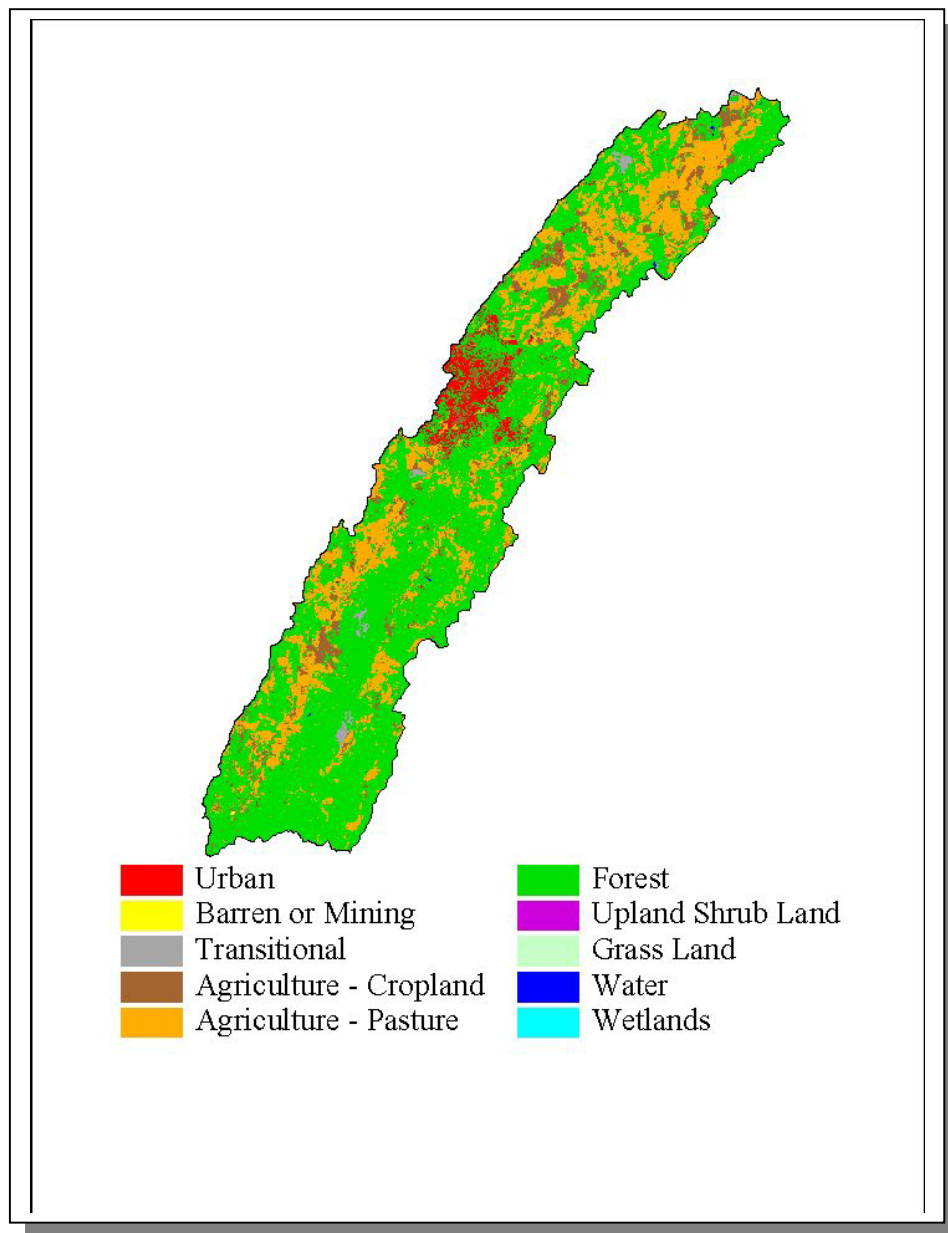 Urban
Barren or Mining
Transitional
Agriculture - Cropland
Agriculture - Pasture
Forest
Upland Shrub Land
Grass Land
Water
Wetlands